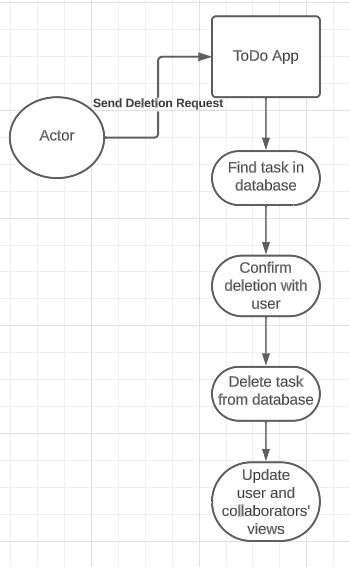 ToDo App
Send Deletion Request
Actor
Find task in
database
Confirm
deletion with
user
Delete task
from database
Update
user and
collaborators'
views